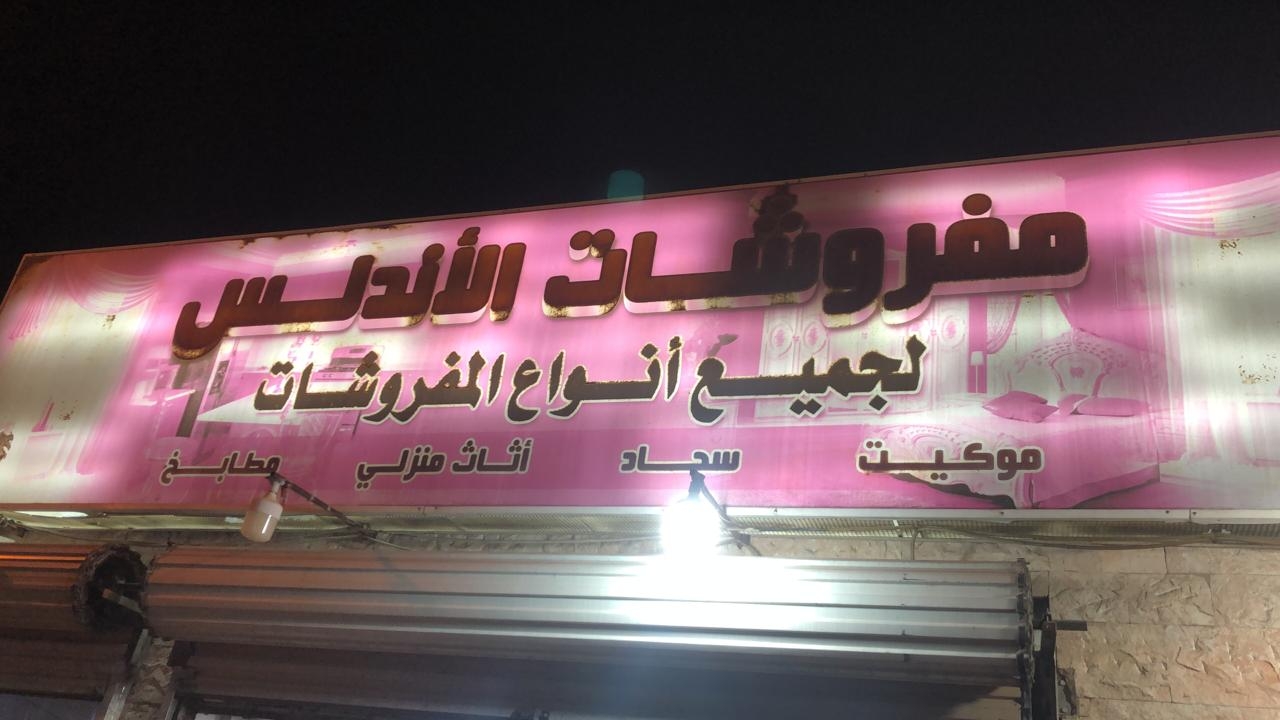 مفروشات الأندلس
لجميع أنواع المفروشات
موكيت سجاد أثاث منزلي مطابخ